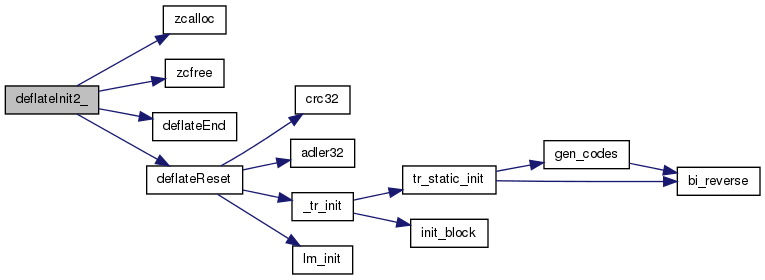 zcalloc
deflateInit2_
zcfree
deflateEnd
deflateReset
crc32
adler32
_tr_init
lm_init
tr_static_init
init_block
gen_codes
bi_reverse